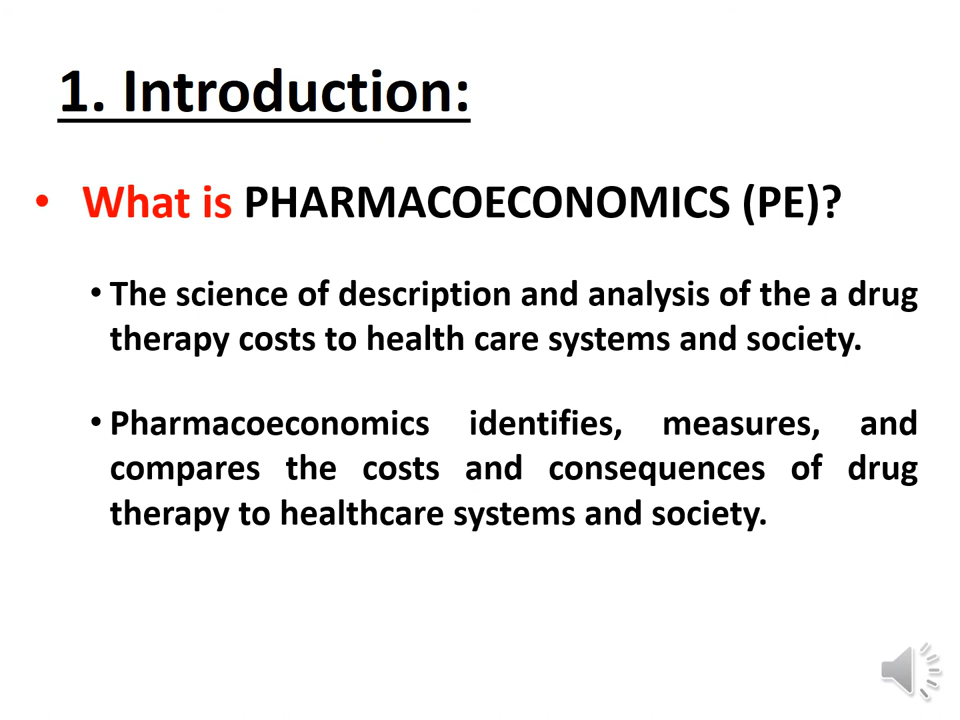 1. Introduction:
• What is PHARMACOECONOMICS (PE)?
• The science of description and analysis of the a drug
therapy costs to health care systems and society.
• Pharmacoeconomics identifies, measures, and
compares the costs and consequences of drug
therapy to healthcare systems and society.